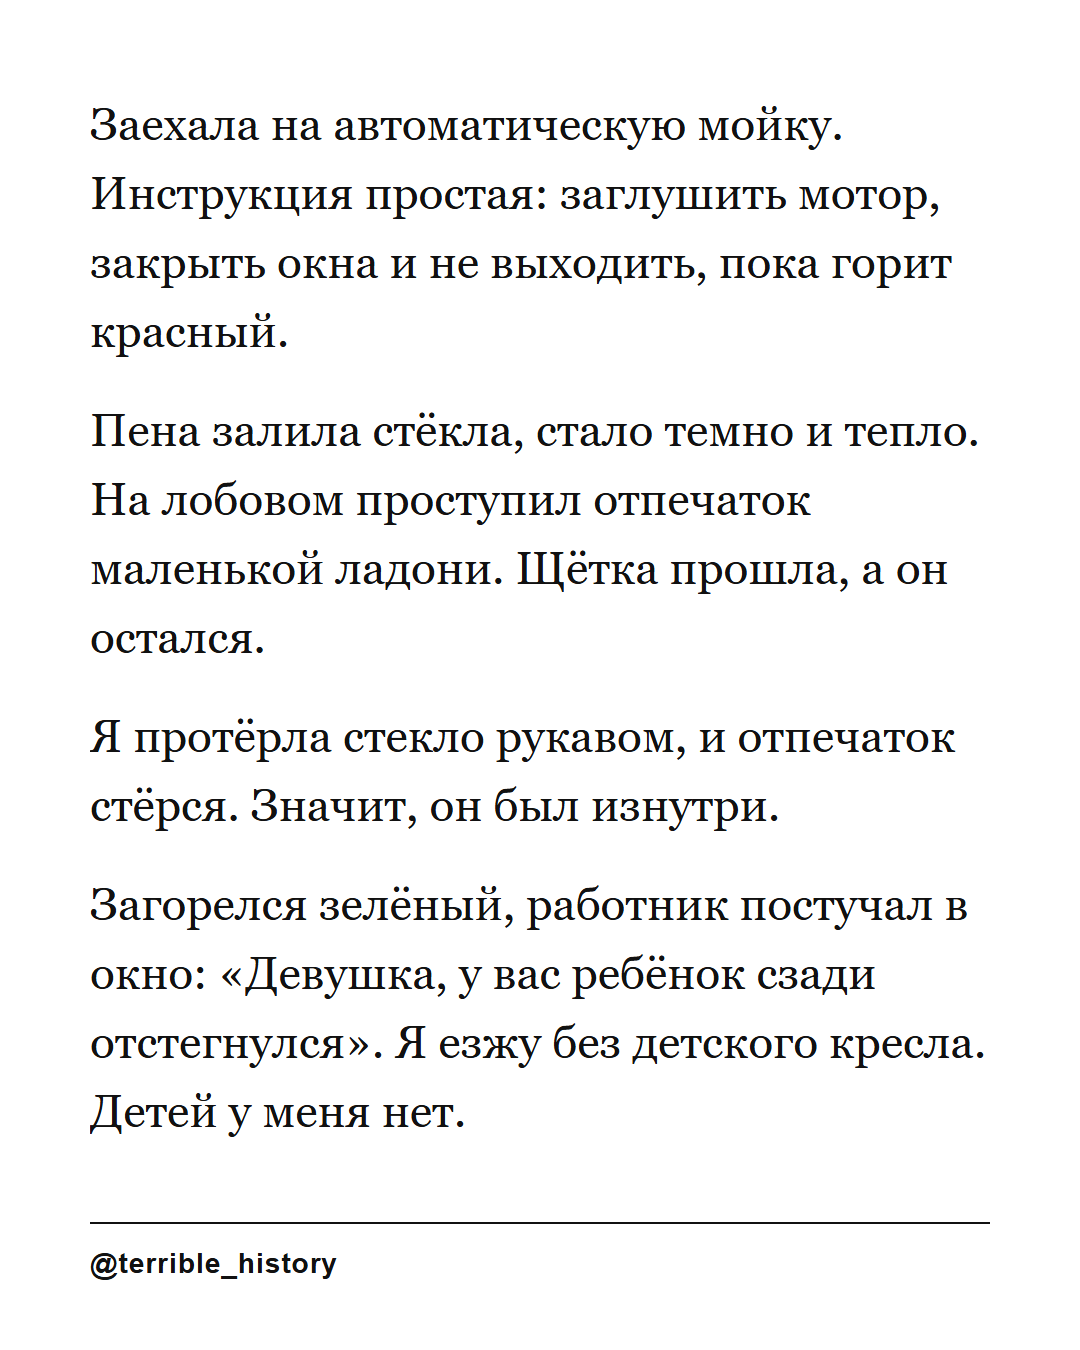 Заехала на автоматическую мойку.
Инструкция простая: заглушить мотор,
закрыть окна и не выходить, пока горит
красный.
Пена залила стёкла, стало темно и тепло.
На лобовом проступил отпечаток
маленькой ладони. Щётка прошла, а он
остался.
Я протёрла стекло рукавом, и отпечаток
стёрся. Значит, он был изнутри.
Загорелся зелёный, работник постучал в
окно: «Девушка, у вас ребёнок сзади
отстегнулся». Я езжу без детского кресла.
Детей у меня нет.
@terrible_history